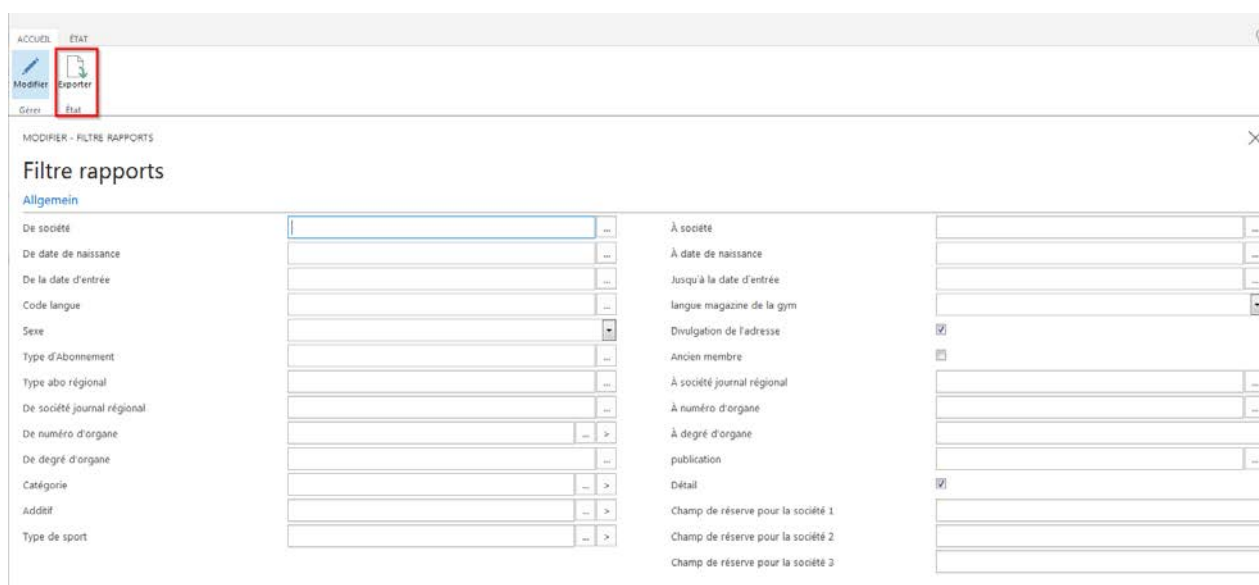 ACCUEIL ÉTAT
Modifier Exporter
Gérer État
MODIFIER - FILTRE RAPPORTS
Filtre rapports
Allgemein
De société ... À société ...
De date de naissance ... À date de naissance ...
De la date d'entrée ... Jusqu'à la date d'entrée ...
Code langue ... langue magazine de la gym
Sexe Divulgation de l'adresse
Type d'Abonnement ... Ancien membre
Type abo régional ... À société journal régional ...
De société journal régional ... À numéro d'organe ...
De numéro d'organe ... > À degré d'organe
De degré d'organe ... publication ...
Catégorie ... > Détail
Additif ... > Champ de réserve pour la société 1
Type de sport ... > Champ de réserve pour la société 2
Champ de réserve pour la société 3